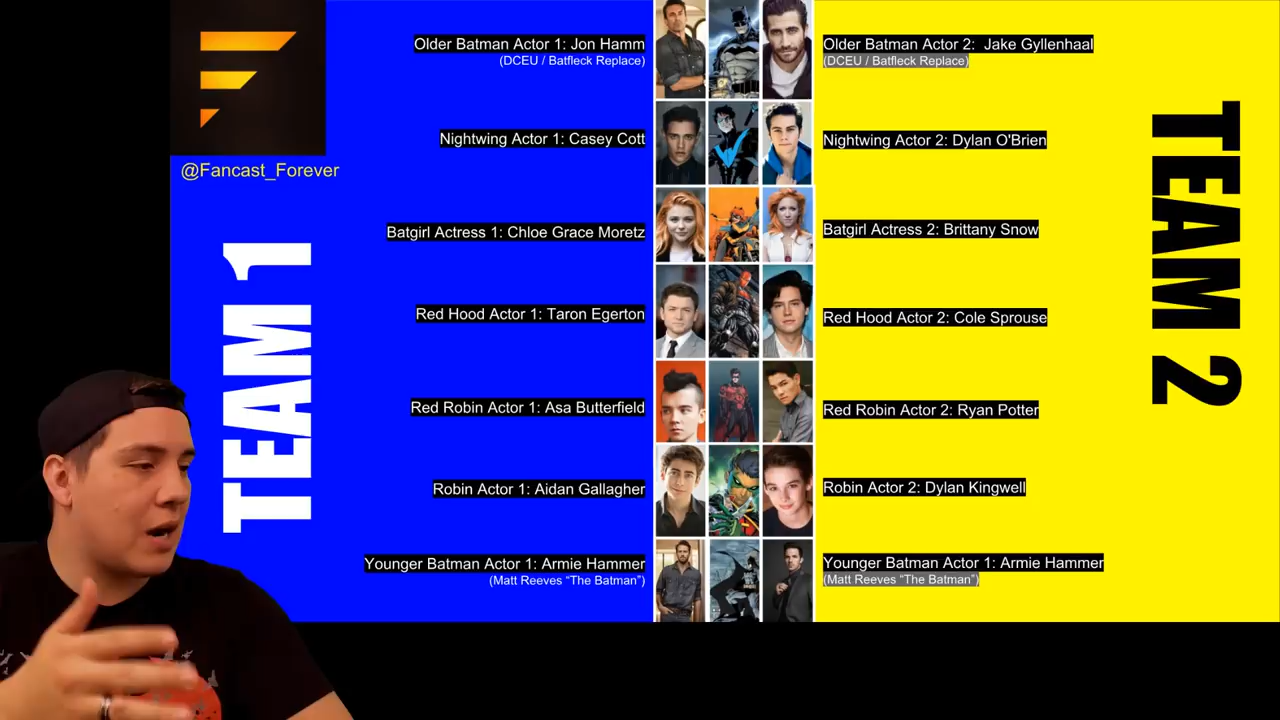 Older Batman Actor 1: Jon Hamm
(DCEU / Batfleck Replace)
Older Batman Actor 2:  Jake Gyllenhaal
(DCEU / Batfleck Replace)
Nightwing Actor 1: Casey Cott
Nightwing Actor 2: Dylan O'Brien
@Fancast_Forever
Batgirl Actress 1: Chloe Grace Moretz
Batgirl Actress 2: Brittany Snow
TEAM 1
TEAM 2
Red Hood Actor 1: Taron Egerton
Red Hood Actor 2: Cole Sprouse
Red Robin Actor 1: Asa Butterfield
Red Robin Actor 2: Ryan Potter
Robin Actor 1: Aidan Gallagher
Robin Actor 2: Dylan Kingwell
Younger Batman Actor 1: Armie Hammer
(Matt Reeves “The Batman”)
Younger Batman Actor 1: Armie Hammer
(Matt Reeves “The Batman”)